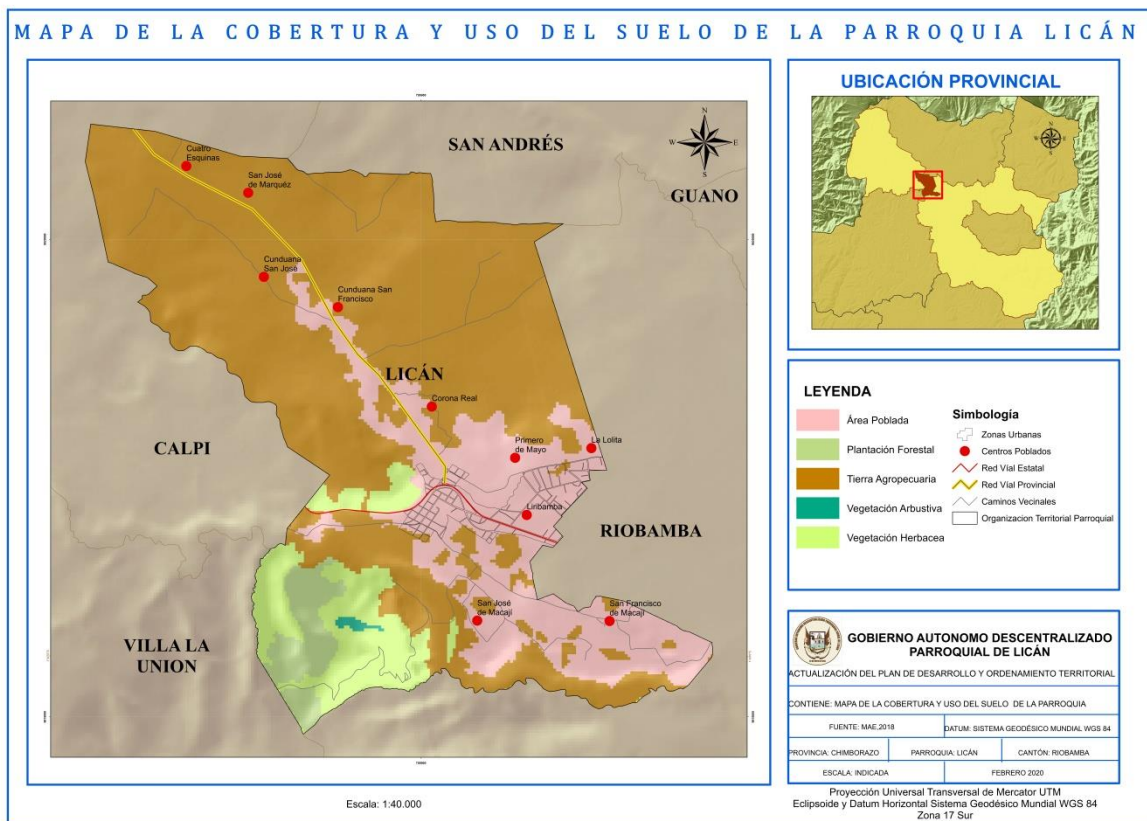 MAPA DE LA COBERTURA Y USO DEL SUELO DE LA PARROQUIA LICÁN
N
W
E
S
SAN ANDRÉS
GUANO
Cuatro
Esquinas
San José
de Marquéz
Cunduana
San José
Cunduana San
Francisco
LICÁN
Corona Real
CALPI
Primero
de Mayo
La Lolita
Liribamba
RIOBAMBA
San José
de Macají
San Francisco
de Macají
VILLA LA
UNION
Escala: 1:40.000
UBICACIÓN PROVINCIAL
N
W
E
S
LEYENDA
Área Poblada
Plantación Forestal
Tierra Agropecuaria
Vegetación Arbustiva
Vegetación Herbacea
Simbología
Zonas Urbanas
Centros Poblados
Red Víal Estatal
Red Víal Provincial
Caminos Vecinales
Organizacion Territorial Parroquial
GOBIERNO AUTONOMO DESCENTRALIZADO
PARROQUIAL DE LICÁN
ACTUALIZACIÓN DEL PLAN DE DESARROLLO Y ORDENAMIENTO TERRITORIAL
CONTIENE: MAPA DE LA COBERTURA Y USO DEL SUELO DE LA PARROQUIA
FUENTE: MAE,2018
DATUM: SISTEMA GEODÉSICO MUNDIAL WGS 84
PROVINCIA: CHIMBORAZO
PARROQUIA: LICÁN
CANTÓN: RIOBAMBA
ESCALA: INDICADA
FEBRERO 2020
Proyección Universal Transversal de Mercator UTM
Eclipsoide y Datum Horizontal Sistema Geodésico Mundial WGS 84
Zona 17 Sur